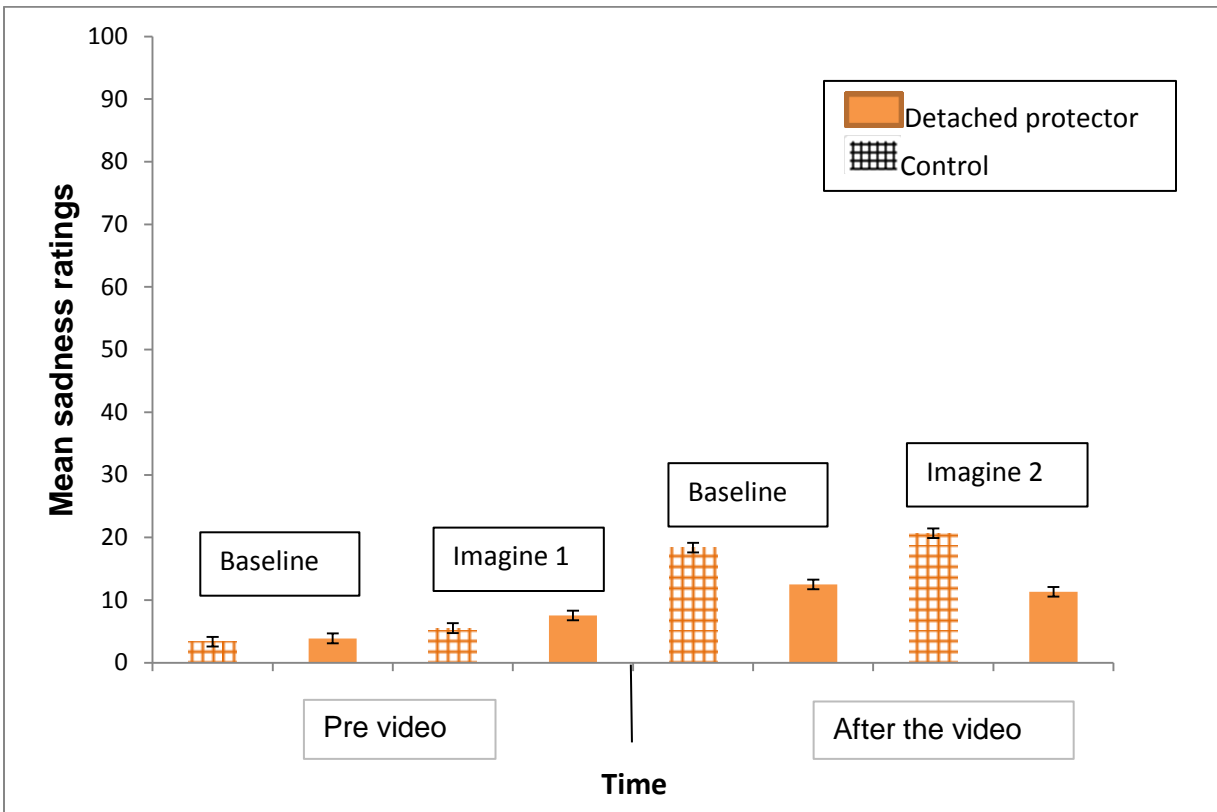 100
90
80
70
60
50
40
30
20
10
0
Mean sadness ratings
Detached protector
Control
Baseline
Imagine 1
Baseline
Imagine 2
Pre video
After the video
Time